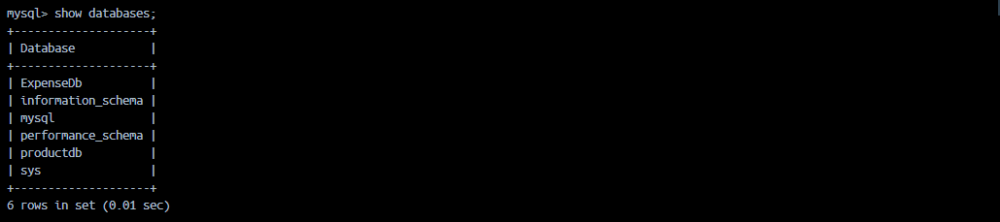 mysql> show databases;
+--------------------+
| Database           |
+--------------------+
| ExpenseDb          |
| information_schema |
| mysql              |
| performance_schema |
| productdb          |
| sys                |
+--------------------+
6 rows in set (0.01 sec)